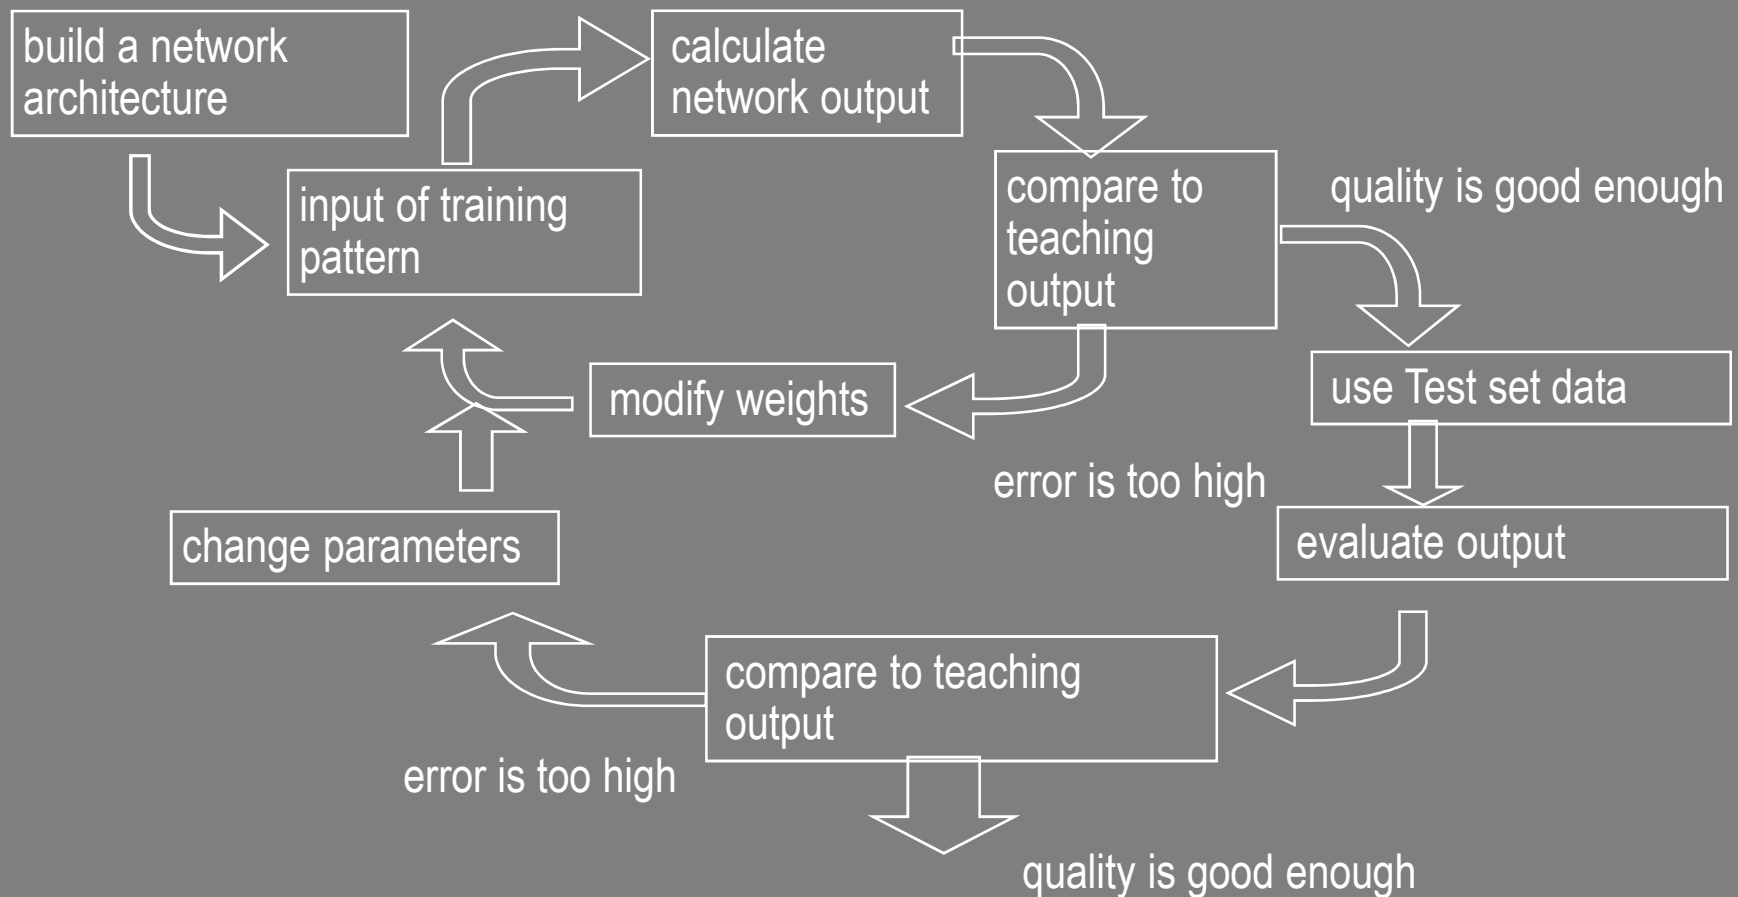 build a network
architecture
calculate
network output
input of training
pattern
compare to
teaching
output
quality is good enough
modify weights
use Test set data
error is too high
change parameters
evaluate output
compare to teaching
output
error is too high
quality is good enough